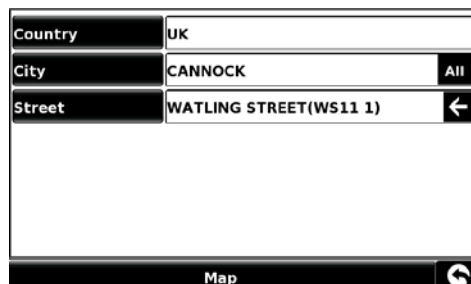 Country UK
City CANNOCK All
Street WATLING STREET(WS11 1)
Map